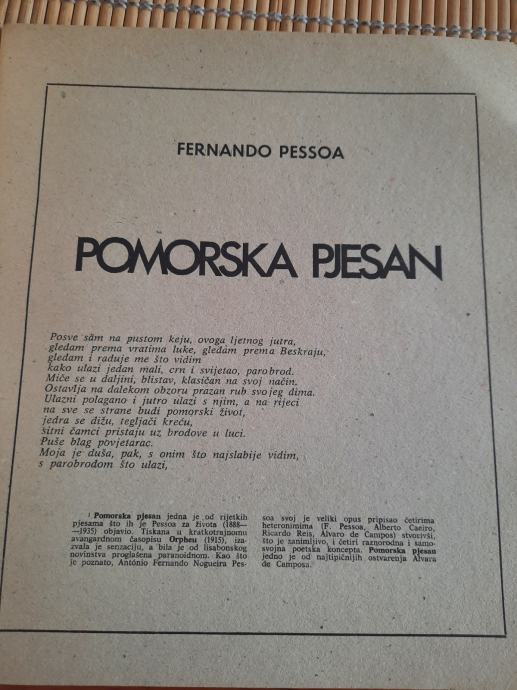 FERNANDO PESSOA
POMORSKA PJESAN
Posve sâm na pustom keju, ovoga ljetnog jutra,
gledam prema vratima luke, gledam prema Beskraju,
gledam i raduje me što vidim
kako ulazi jedan mali, crn i svijetao, parobrod.
Miče se u daljini, blistav, klasičan na svoj način.
Ostavlja na dalekom obzoru prazan rub svojeg dima.
Ulazni polagano i jutro ulazi s njim, a na rijeci
na sve se strane budi pomorski život,
jedra se dižu, tegljači kreću,
sitni čamci pristaju uz brodove u luci.
Puše blag povjetarac.
Moja je duša, pak, s onim što najslabije vidim,
s parobrodom što ulazi,
¹ Pomorska pjesan jedna je od rijetkih
pjesama što ih je Pessoa za života (1888—
—1935) objavio. Tiskana u kratkotrajnomu
avangardnom časopisu Orpheu (1915), iza-
zvala je senzaciju, a bila je od lisabonskog
novinstva proglašena paranoidnom. Kao što
je poznato, António Fernando Nogueira Pes-
soa svoj je veliki opus pripisao četirima
heteronimima (F. Pessoa, Alberto Caeiro,
Ricardo Reis, Alvaro de Campos) stvorivši,
što je zanimljivo, i četiri raznorodna i samo-
svojna poetska koncepta. Pomorska pjesan
jedno je od najtipičnijih ostvarenja Alvara
de Camposa.